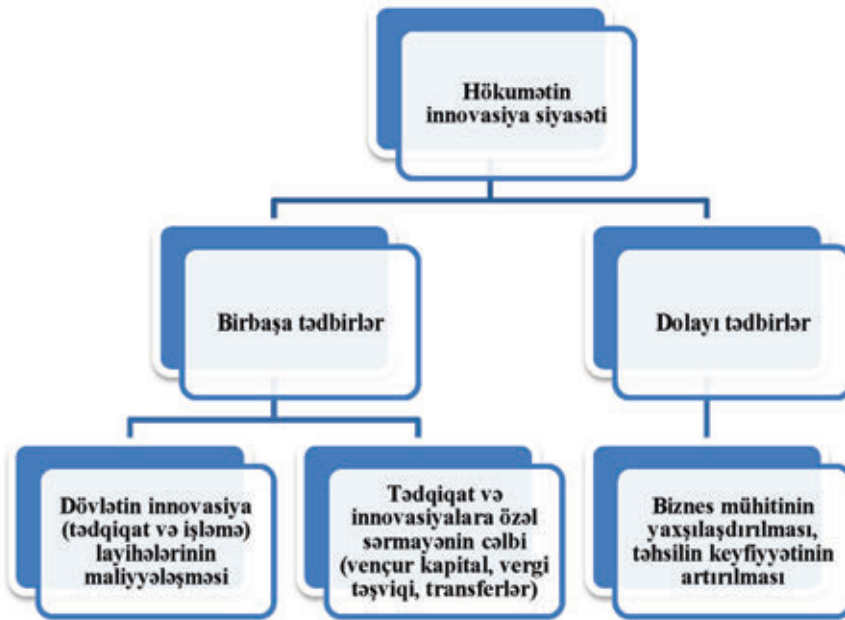 Hökumətin
innovasiya siyasəti
Birbaşa tədbirlər
Dolayı tədbirlər
Dövlətin innovasiya
(tədqiqat və işləmə)
layihələrinin
maliyyələşməsi
Tədqiqat və
innovasiyalara özəl
sərmayənin cəlbi
(vençur kapital, vergi
təşviqi, transferlər)
Biznes mühitinin
yaxşılaşdırılması,
təhsilin keyfiyyətinin
artırılması